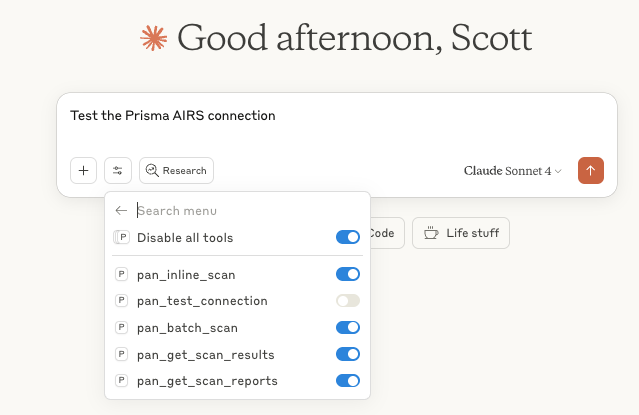 Good afternoon, Scott
Test the Prisma AIRS connection
Research
Claude Sonnet 4
Search menu
P Disable all tools
Code
Life stuff
P pan_inline_scan
P pan_test_connection
P pan_batch_scan
P pan_get_scan_results
P pan_get_scan_reports